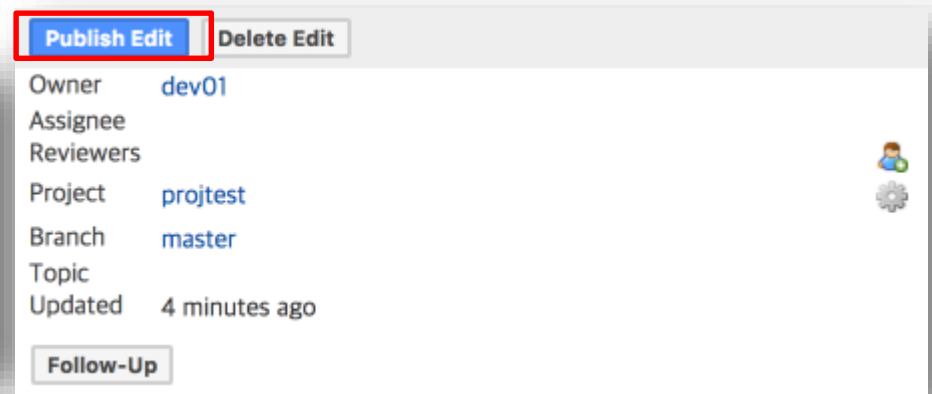 Publish Edit Delete Edit
Owner dev01
Assignee
Reviewers
Project projtest
Branch master
Topic
Updated 4 minutes ago
Follow-Up